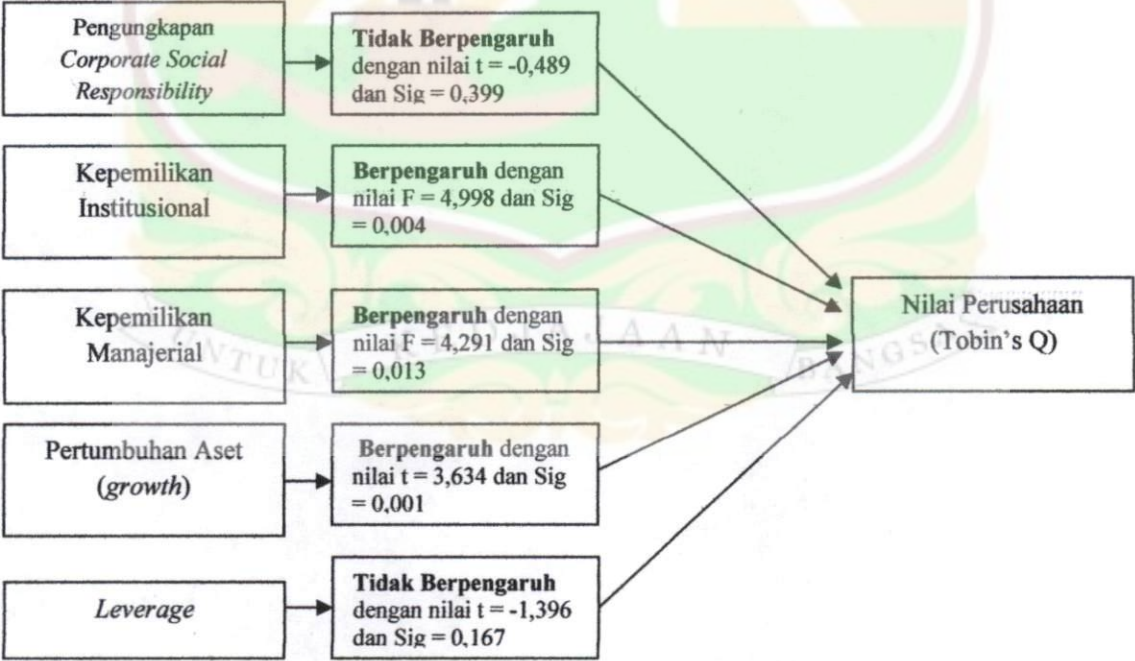 Pengungkapan
Corporate Social
Responsibility
Tidak Berpengaruh
dengan nilai t = -0,489
dan Sig = 0,399
Kepemilikan
Institusional
Berpengaruh dengan
nilai F = 4,998 dan Sig
= 0,004
Kepemilikan
Manajerial
Berpengaruh dengan
nilai F = 4,291 dan Sig
= 0,013
Pertumbuhan Aset
(growth)
Berpengaruh dengan
nilai t = 3,634 dan Sig
= 0,001
Leverage
Tidak Berpengaruh
dengan nilai t = -1,396
dan Sig = 0,167
Nilai Perusahaan
(Tobin's Q)
UNTUK KEDJAJAAN BANGSA